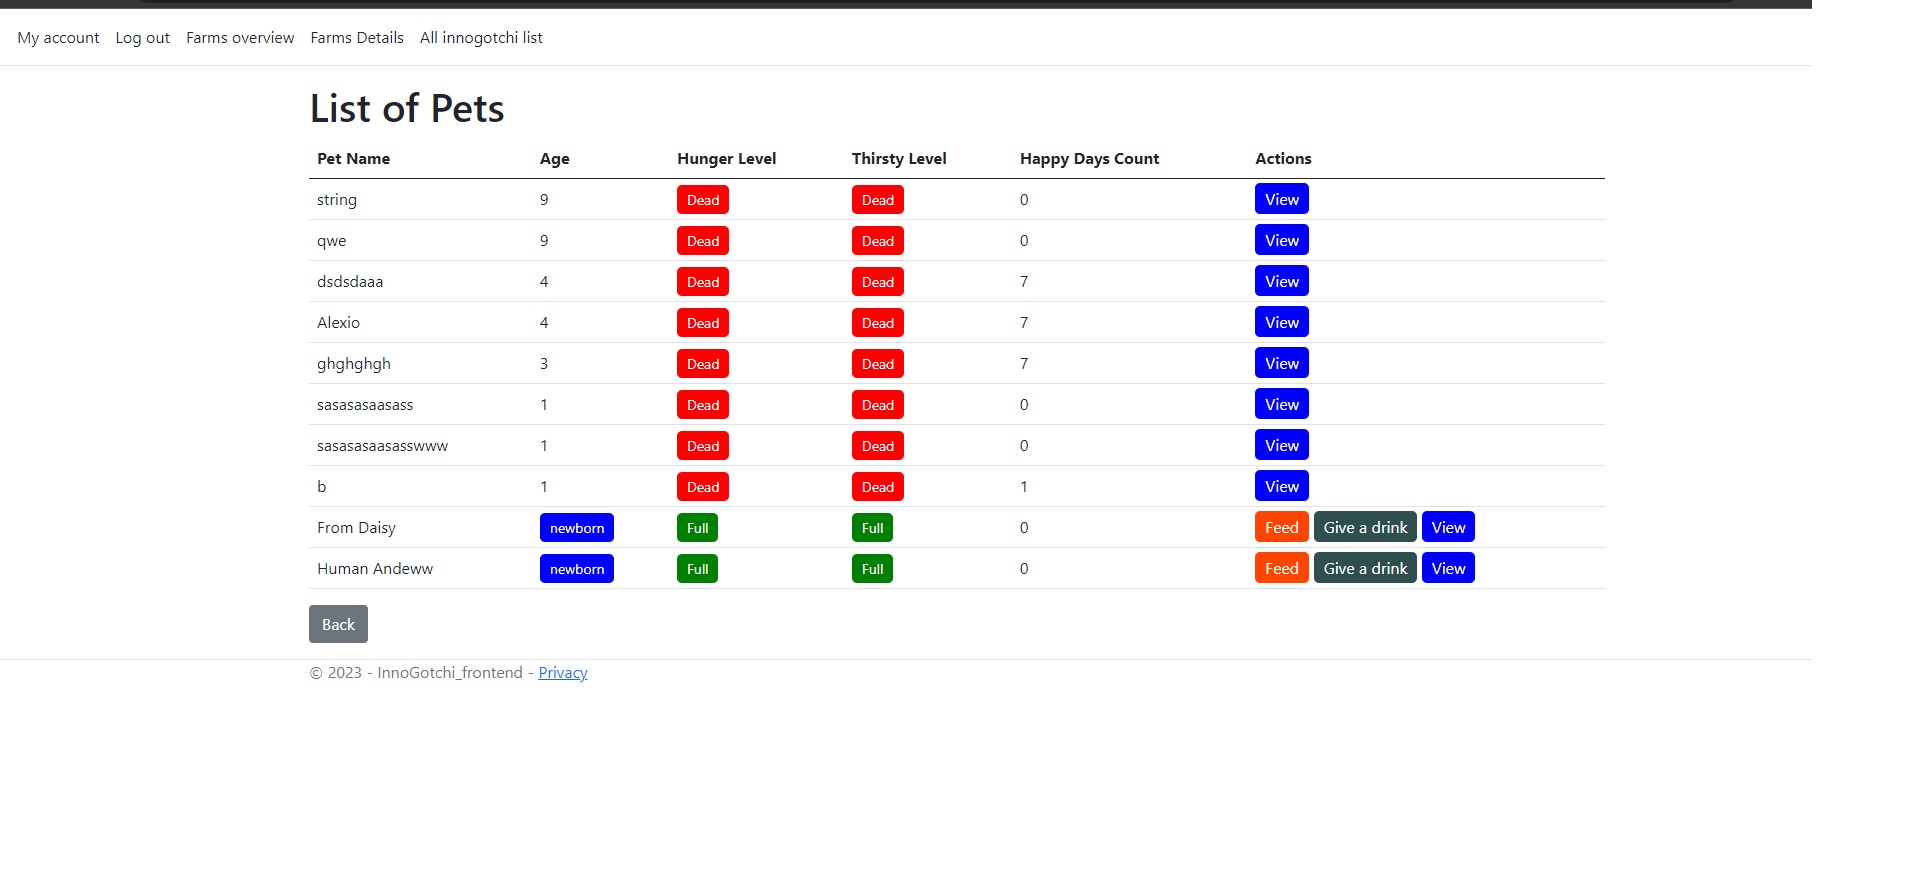 My account Log out Farms overview Farms Details All innogotchi list
List of Pets
Pet Name Age Hunger Level Thirsty Level Happy Days Count Actions
string 9 Dead Dead 0 View
qwe 9 Dead Dead 0 View
dsdsdaaa 4 Dead Dead 7 View
Alexio 4 Dead Dead 7 View
ghghghgh 3 Dead Dead 7 View
sasasasaasass 1 Dead Dead 0 View
sasasasaasasswww 1 Dead Dead 0 View
b 1 Dead Dead 1 View
From Daisy newborn Full Full 0 Feed Give a drink View
Human Andeww newborn Full Full 0 Feed Give a drink View
Back
© 2023 - InnoGotchi_frontend - Privacy